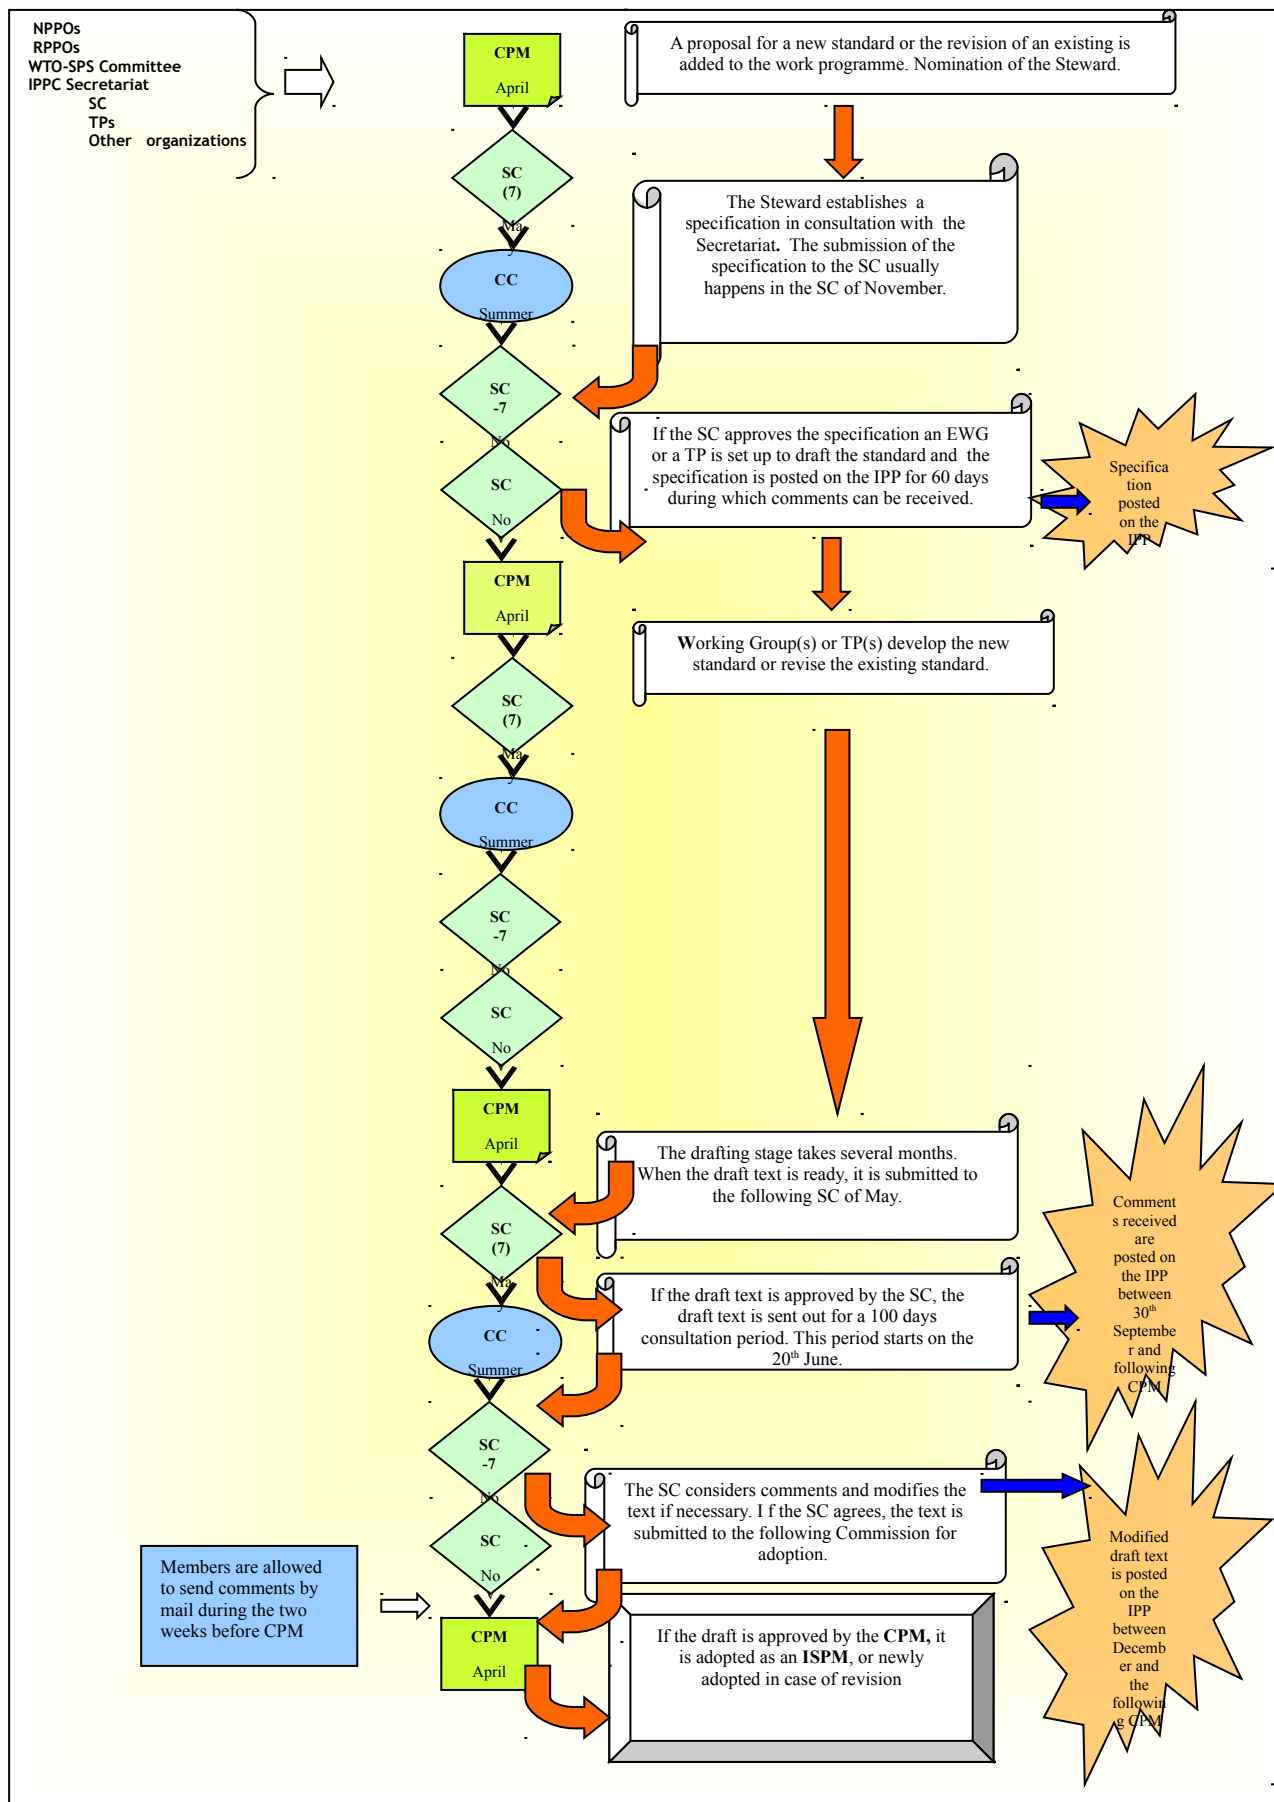 NPPOs
RPPOs
WTO-SPS Committee
IPPC Secretariat
SC
TPs
Other organizations
CPM
April
A proposal for a new standard or the revision of an existing is
added to the work programme. Nomination of the Steward.
SC
(7)
Ma
y
The Steward establishes a
specification in consultation with the
Secretariat. The submission of the
specification to the SC usually
happens in the SC of November.
CC
Summer
SC
-7
No
If the SC approves the specification an EWG
or a TP is set up to draft the standard and the
specification is posted on the IPP for 60 days
during which comments can be received.
Specifica
tion
posted
on the
IPP
SC
No
CPM
April
Working Group(s) or TP(s) develop the new
standard or revise the existing standard.
SC
(7)
Ma
y
CC
Summer
SC
-7
No
SC
No
CPM
April
The drafting stage takes several months.
When the draft text is ready, it is submitted to
the following SC of May.
SC
(7)
Ma
If the draft text is approved by the SC, the
draft text is sent out for a 100 days
consultation period. This period starts on the
20th June.
Comment
s received
are
posted on
the IPP
between
30th
Septembe
r and
following
CPM
CC
Summer
SC
-7
No
The SC considers comments and modifies the
text if necessary. I f the SC agrees, the text is
submitted to the following Commission for
adoption.
Modified
draft text
is posted
on the
IPP
between
Decemb
er and
the
followin
g CPM
SC
No
Members are allowed
to send comments by
mail during the two
weeks before CPM
CPM
April
If the draft is approved by the CPM, it
is adopted as an ISPM, or newly
adopted in case of revision